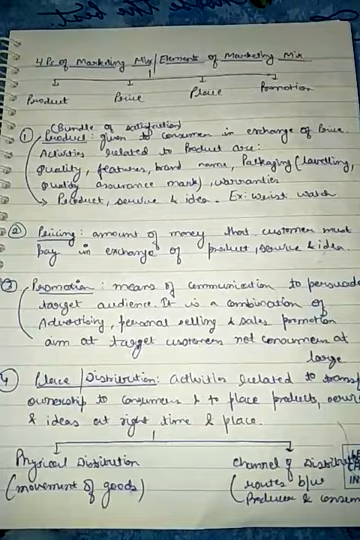 4 Ps of Marketing Mix / Elements of Marketing Mix
Product Price Place Promotion
(Bundle of satisfaction)
① Product: given to consumers in exchange of Price.
Activities related to Product are:
quality, features, brand name, Packaging (labelling,
quality assurance mark), warranties
→ Product, service & idea. Ex: wrist watch
② Pricing: amount of money that customers must
pay in exchange of product, service & idea.
③ Promotion: means of communication to persuade
target audience. It is a combination of
Advertising, personal selling & sales promotion
aim at target customers not consumers at
large
4 Place / Distribution: Activities related to
ownership to consumers & to place products,
& ideas at right time & place.
Physical Distribution Channel of
(movement of goods) (routes b/w
Producer &